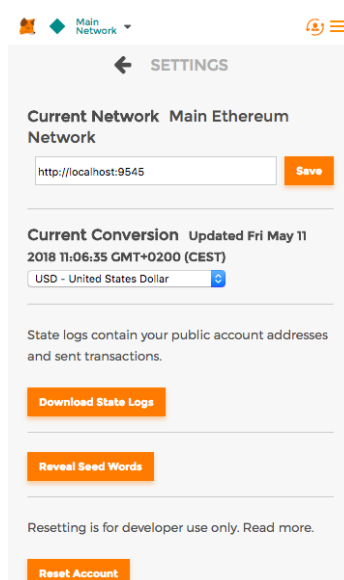 Main
Network
SETTINGS
Current Network Main Ethereum
Network
http://localhost:9545
Save
Current Conversion Updated Fri May 11
2018 11:06:35 GMT+0200 (CEST)
USD - United States Dollar
State logs contain your public account addresses
and sent transactions.
Download State Logs
Reveal Seed Words
Resetting is for developer use only. Read more.
Reset Account